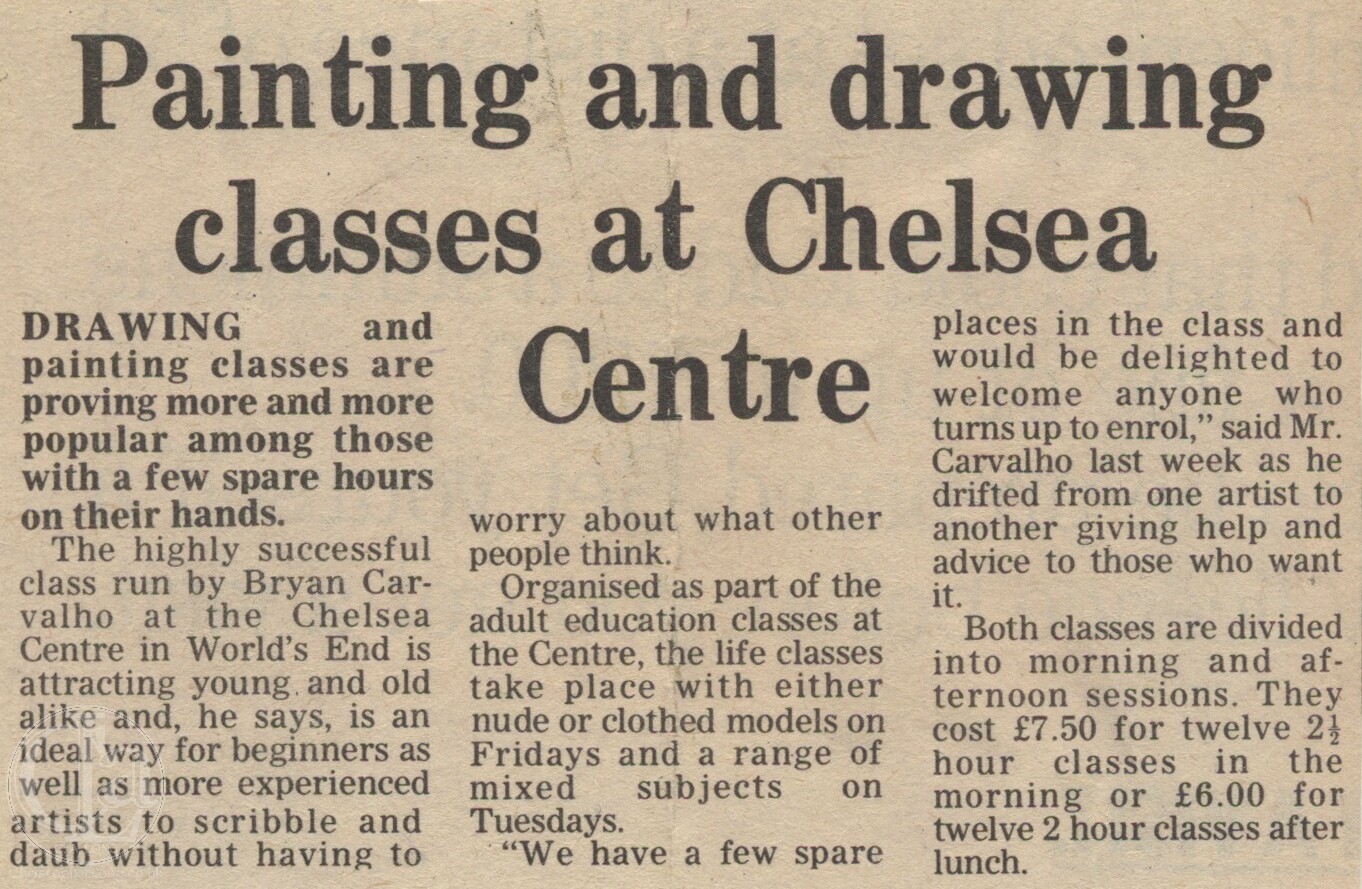 Painting and drawing
classes at Chelsea
Centre
DRAWING and
painting classes are
proving more and more
popular among those
with a few spare hours
on their hands.
The highly successful
class run by Bryan Car-
valho at the Chelsea
Centre in World's End is
attracting young and old
alike and, he says, is an
ideal way for beginners as
well as more experienced
artists to scribble and
daub without having to
worry about what other
people think.
Organised as part of the
adult education classes at
the Centre, the life classes
take place with either
nude or clothed models on
Fridays and a range of
mixed subjects on
Tuesdays.
"We have a few spare
places in the class and
would be delighted to
welcome anyone who
turns up to enrol," said Mr.
Carvalho last week as he
drifted from one artist to
another giving help and
advice to those who want
it.
Both classes are divided
into morning and af-
ternoon sessions. They
cost £7.50 for twelve 2½
hour classes in the
morning or £6.00 for
twelve 2 hour classes after
lunch.